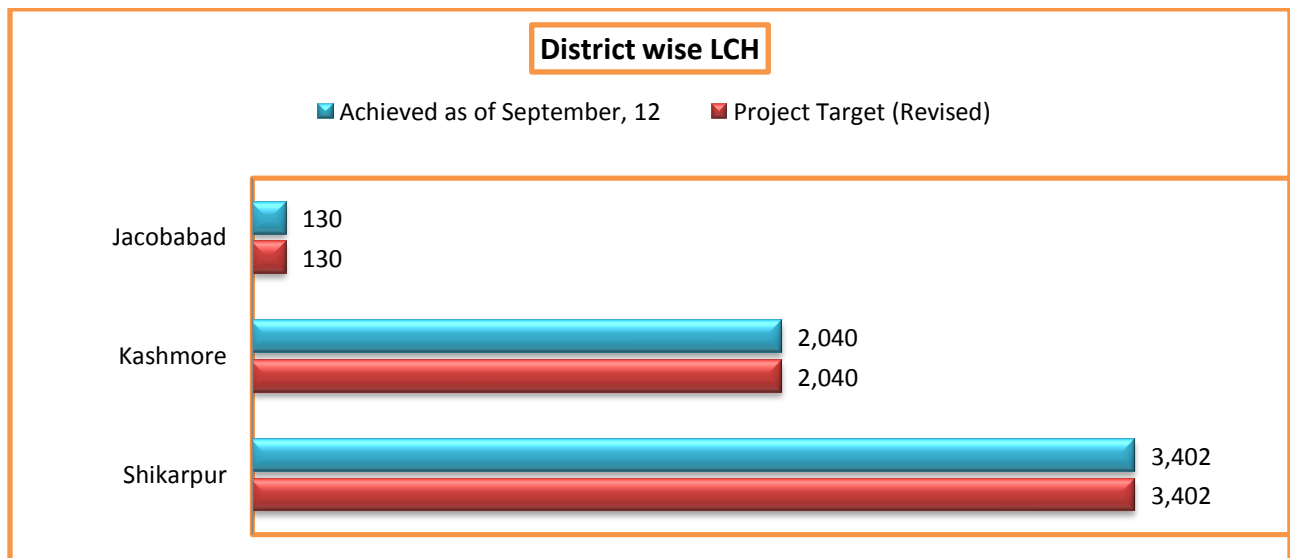 District wise LCH
Achieved as of September, 12 Project Target (Revised)
Jacobabad
130
130
Kashmore
2,040
2,040
Shikarpur
3,402
3,402